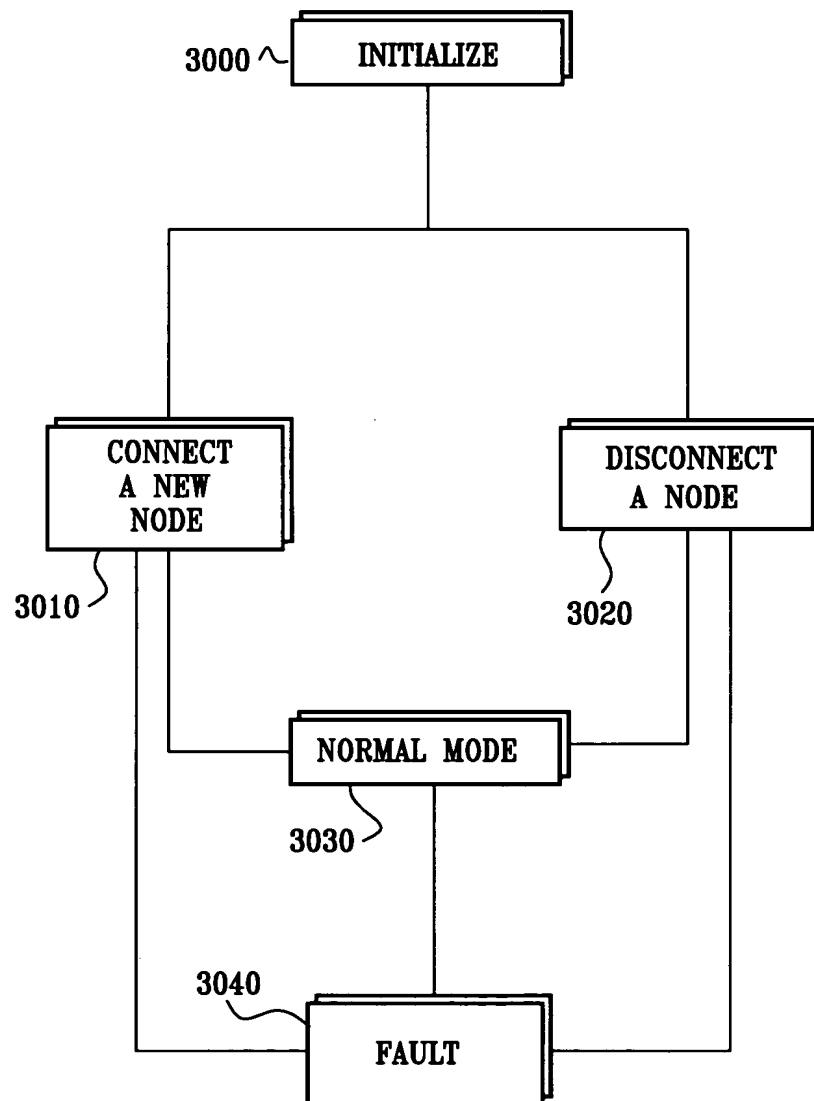 3000
INITIALIZE
CONNECT
A NEW
NODE
3010
DISCONNECT
A NODE
3020
NORMAL MODE
3030
3040
FAULT